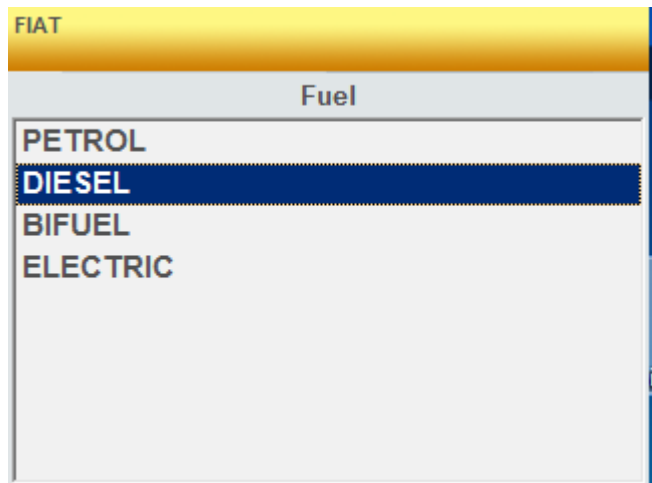 FIAT
Fuel
PETROL
DIESEL
BIFUEL
ELECTRIC